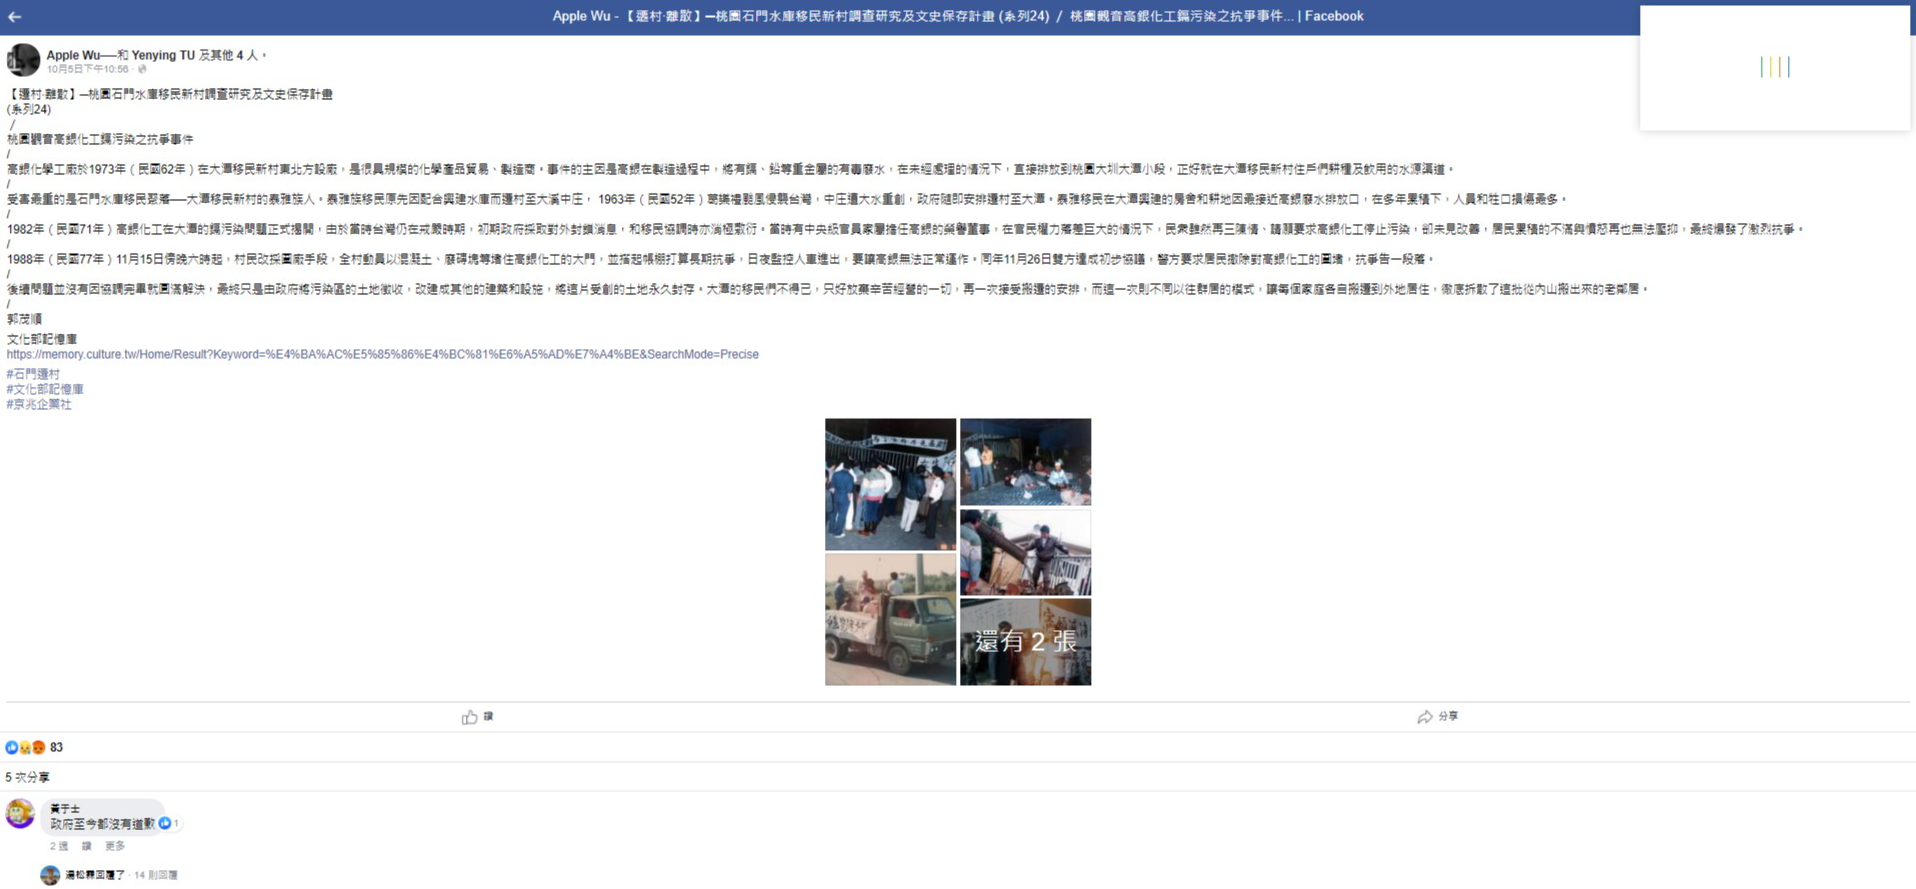 Apple Wu - 【遷村·離散】—桃園石門水庫移民新村調查研究及文史保存計畫 (系列24) / 桃園觀音高銀化工鎘污染之抗爭事件... | Facebook
Apple Wu——和 Yenying TU 及其他 4 人。
10月5日下午10:56 ·
【遷村·離散】—桃園石門水庫移民新村調查研究及文史保存計畫
(系列24)
/
桃園觀音高銀化工鎘污染之抗爭事件
/
高銀化學工廠於1973年（民國62年）在大潭移民新村東北方設廠，是很具規模的化學產品貿易、製造商。事件的主因是高銀在製造過程中，將有鎘、鉛等重金屬的有毒廢水，在未經處理的情況下，直接排放到桃園大圳大潭小段，正好就在大潭移民新村住戶們耕種及飲用的水源渠道。
/
受害最重的是石門水庫移民聚落——大潭移民新村的泰雅族人。泰雅族移民原先因配合興建水庫而遷村至大溪中庄， 1963年（民國52年）葛樂禮颱風侵襲台灣，中庄遭大水重創，政府隨即安排遷村至大潭。泰雅移民在大潭興建的房舍和耕地因最接近高銀廢水排放口，在多年累積下，人員和牲口損傷最多。
/
1982年（民國71年）高銀化工在大潭的鎘污染問題正式揭開，由於當時台灣仍在戒嚴時期，初期政府採取對外封鎖消息，和移民協調時亦消極敷衍。當時有中央級官員家屬擔任高銀的榮譽董事，在官民權力落差巨大的情況下，民眾雖然再三陳情、請願要求高銀化工停止污染，卻未見改善，居民累積的不滿與憤怒再也無法壓抑，最終爆發了激烈抗爭。
/
1988年（民國77年）11月15日傍晚六時起，村民改採圍廠手段，全村動員以混凝土、廢磚塊等堵住高銀化工的大門，並搭起帳棚打算長期抗爭，日夜監控人車進出，要讓高銀無法正常運作。同年11月26日雙方達成初步協議，警方要求居民撤除對高銀化工的圍堵，抗爭告一段落。
/
後續問題並沒有因協調完畢就圓滿解決，最終只是由政府將污染區的土地徵收，改建成其他的建築和設施，將這片受創的土地永久封存。大潭的移民們不得已，只好放棄辛苦經營的一切，再一次接受搬遷的安排，而這一次則不同以往群居的模式，讓每個家庭各自搬遷到外地居住，徹底拆散了這批從內山搬出來的老鄰居。
/
郭茂順
文化部記憶庫
https://memory.culture.tw/Home/Result?Keyword=%E4%BA%AC%E5%85%86%E4%BC%81%E6%A5%AD%E7%A4%BE&SearchMode=Precise
#石門遷村
#文化部記憶庫
#京兆企業社
還有 2 張
讚
分享
83
5 次分享
黃于士
政府至今都沒有道歉
1
2 週 讚 更多
湯松霖回覆了 · 14 則回覆